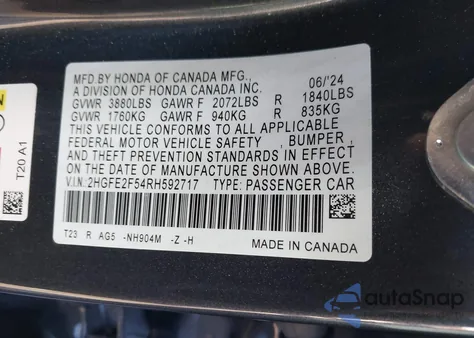 MFD.BY HONDA OF CANADA MFG.,
A DIVISION OF HONDA CANADA INC. 06/24
GVWR 3880LBS GAWR F 2072LBS R 1840LBS
GVWR 1760KG GAWR F 940KG R 835KG
THIS VEHICLE CONFORMS TO ALL APPLICABLE
FEDERAL MOTOR VEHICLE SAFETY , BUMPER ,
AND THEFT PREVENTION STANDARDS IN EFFECT
ON THE DATE OF MANUFACTURE SHOWN ABOVE.
V.I.N. 2HGFE2F54RH592717 TYPE: PASSENGER CAR
T23 R AG5 -NH904M -Z -H
MADE IN CANADA
T20 A1
autoSnap